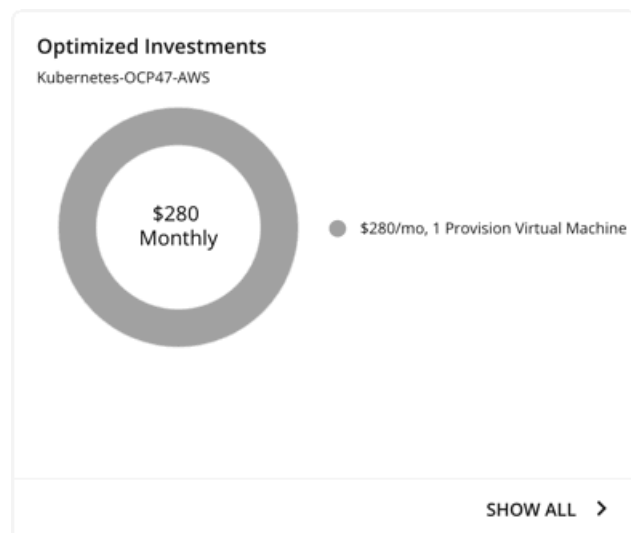 Optimized Investments
Kubernetes-OCP47-AWS
$280
Monthly
$280/mo, 1 Provision Virtual Machine
SHOW ALL